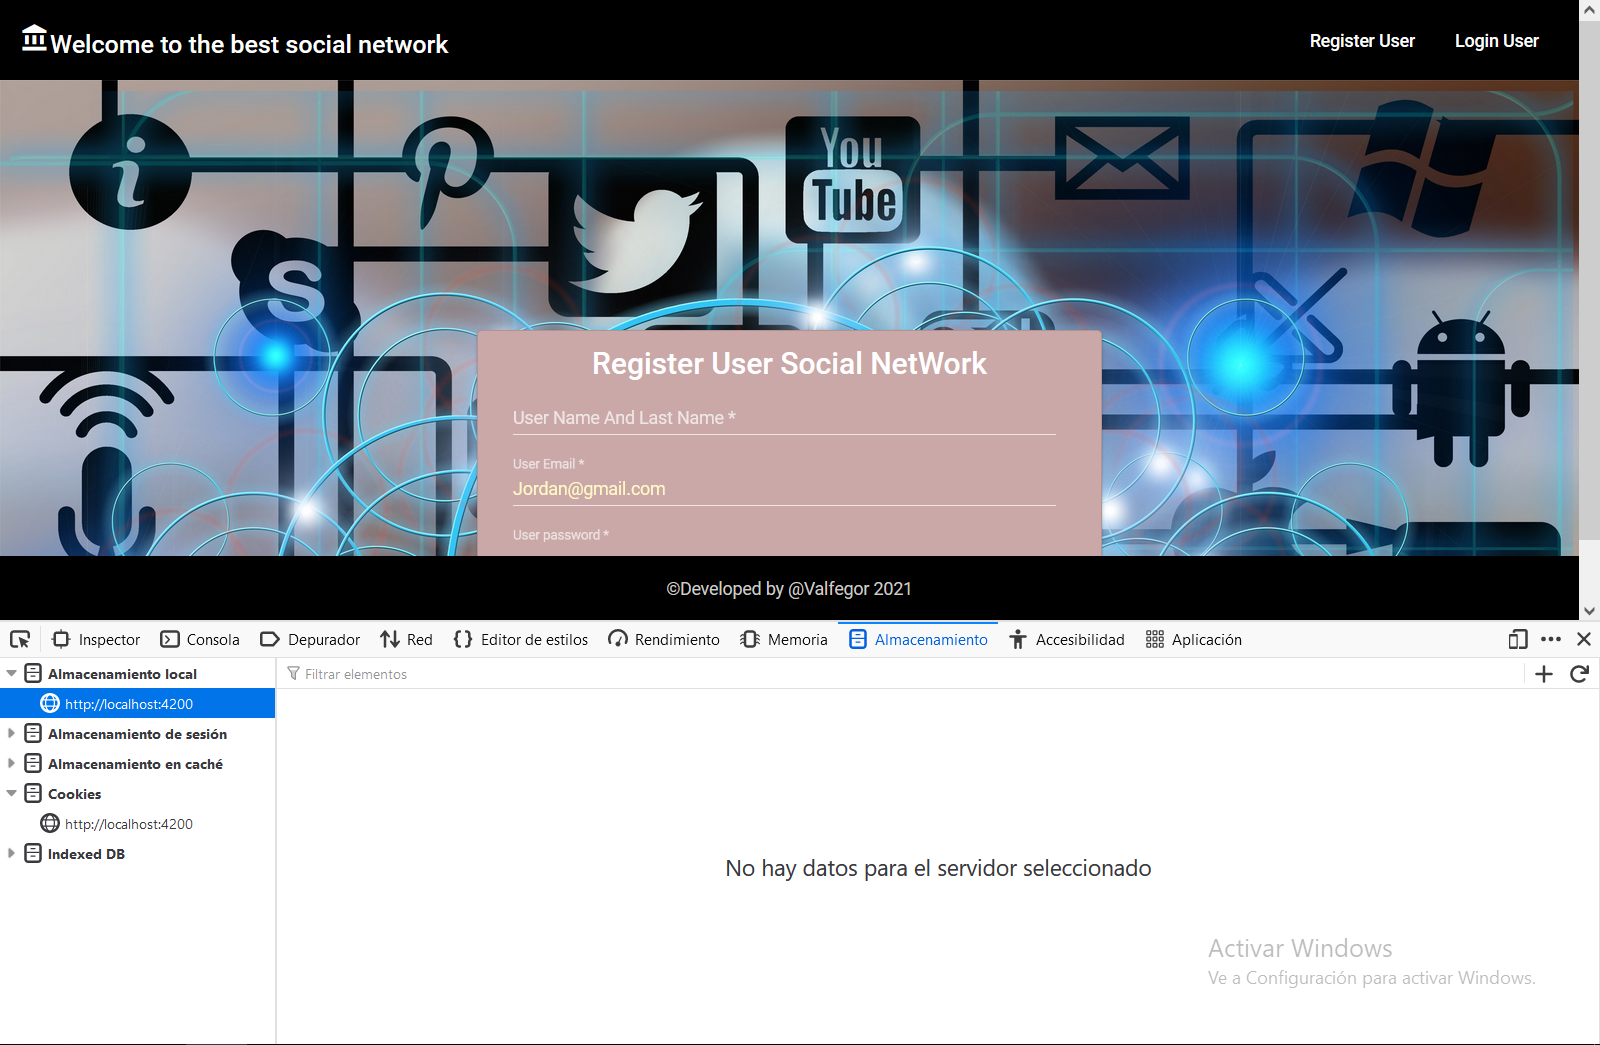 Welcome to the best social network
Register User
Login User
i
You
Tube
S
Register User Social NetWork
User Name And Last Name *
User Email *
Jordan@gmail.com
User password *
©Developed by @Valfegor 2021
Inspector
Consola
Depurador
Red
Editor de estilos
Rendimiento
Memoria
Almacenamiento
Accesibilidad
Aplicación
Almacenamiento local
Filtrar elementos
http://localhost:4200
Almacenamiento de sesión
Almacenamiento en caché
Cookies
http://localhost:4200
Indexed DB
No hay datos para el servidor seleccionado
Activar Windows
Ve a Configuración para activar Windows.